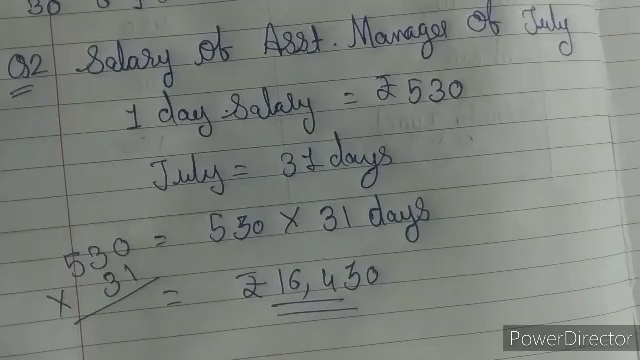 30
Q2 Salary of Asst. Manager of July
1 day Salary = ₹ 530
July = 31 days
= 530 × 31 days
530
× 31
= ₹ 16,430
PowerDirector